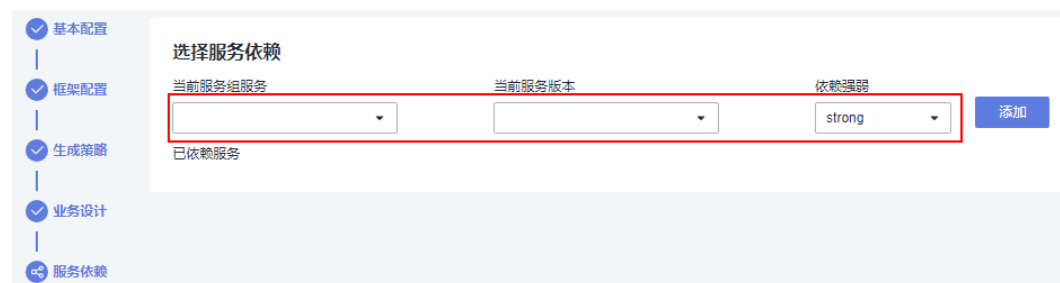 基本配置
框架配置
生成策略
业务设计
服务依赖
选择服务依赖
当前服务组服务
当前服务版本
依赖强弱
strong
添加
已依赖服务